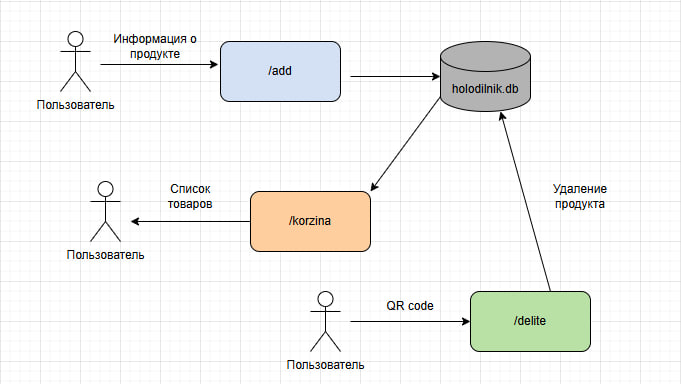 Информация о
продукте
/add
holodilnik.db
Пользователь
Список
товаров
/korzina
Удаление
продукта
Пользователь
QR code
/delite
Пользователь